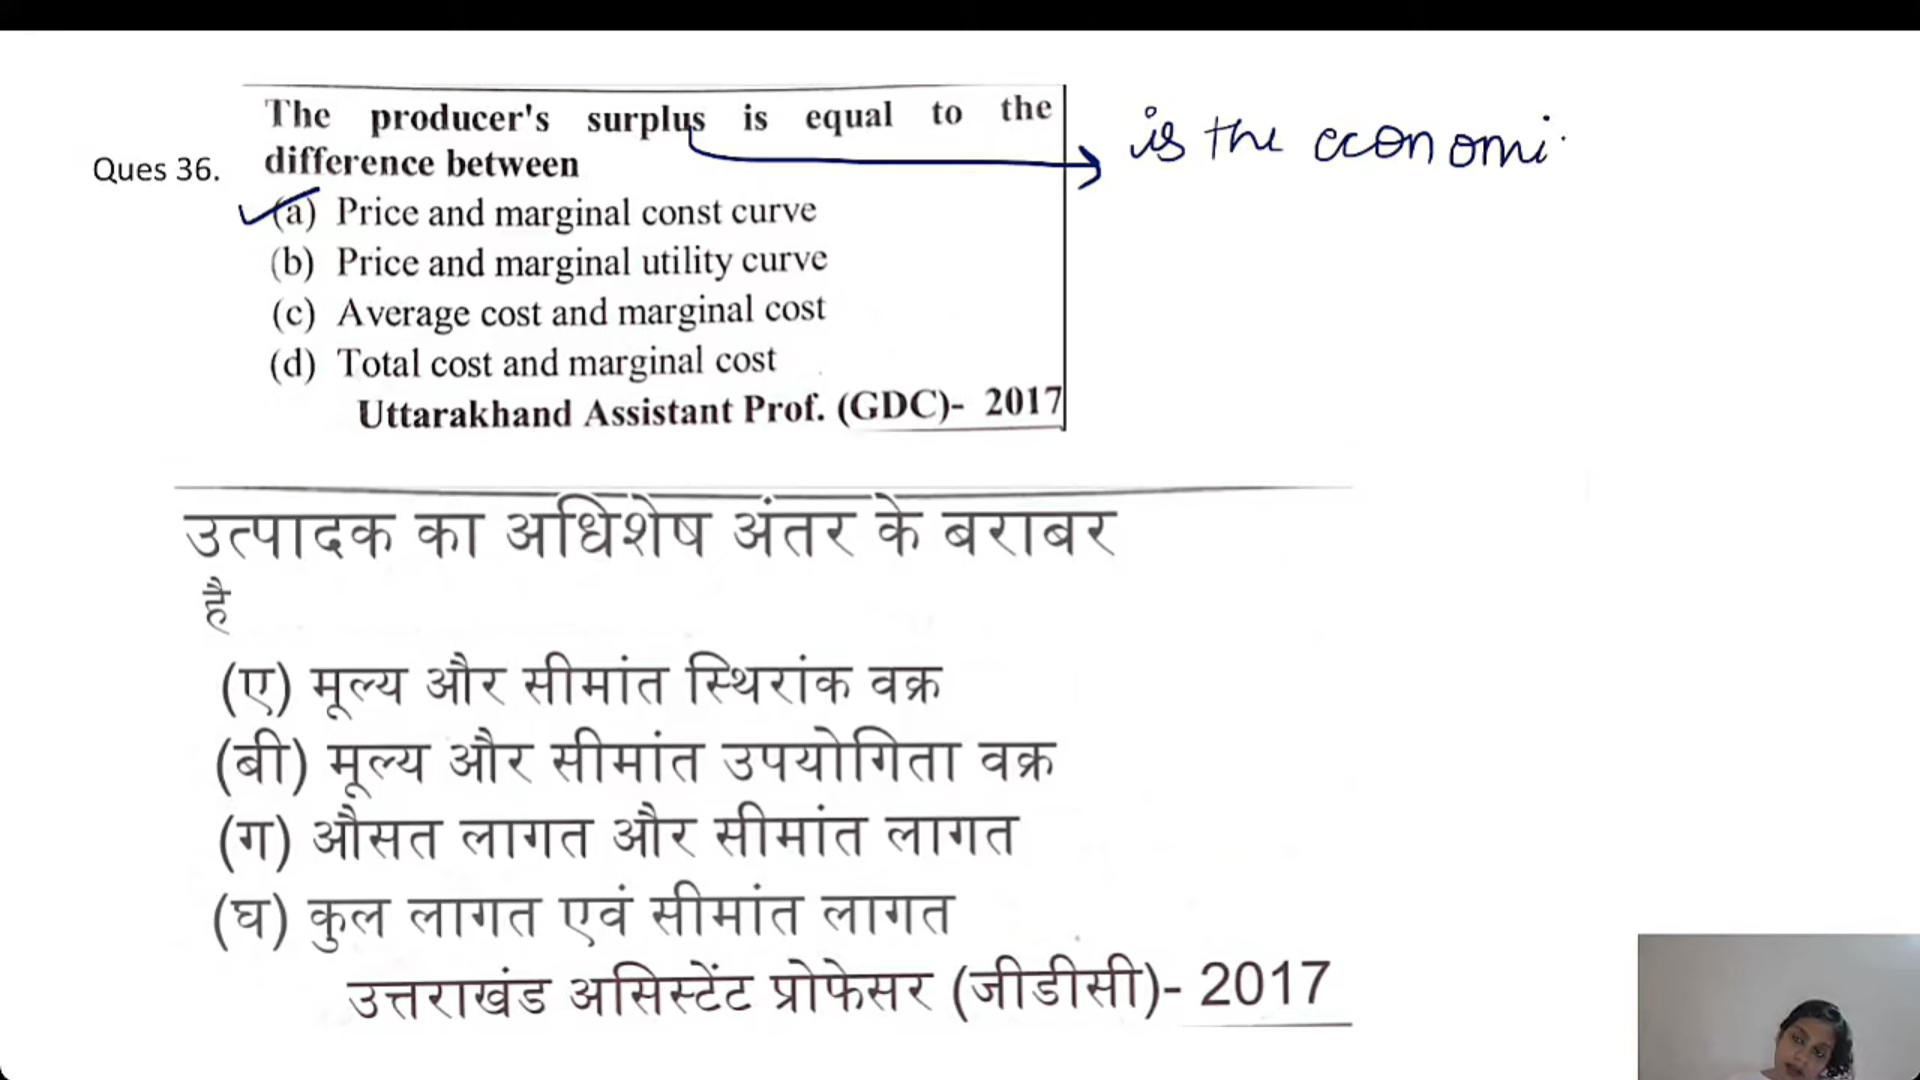 The producer's surplus is equal to the
difference between
is the economi
Ques 36.
(a) Price and marginal const curve
(b) Price and marginal utility curve
(c) Average cost and marginal cost
(d) Total cost and marginal cost
Uttarakhand Assistant Prof. (GDC)- 2017
उत्पादक का अधिशेष अंतर के बराबर
है
(ए) मूल्य और सीमांत स्थिरांक वक्र
(बी) मूल्य और सीमांत उपयोगिता वक्र
(ग) औसत लागत और सीमांत लागत
(घ) कुल लागत एवं सीमांत लागत
उत्तराखंड असिस्टेंट प्रोफेसर (जीडीसी)- 2017